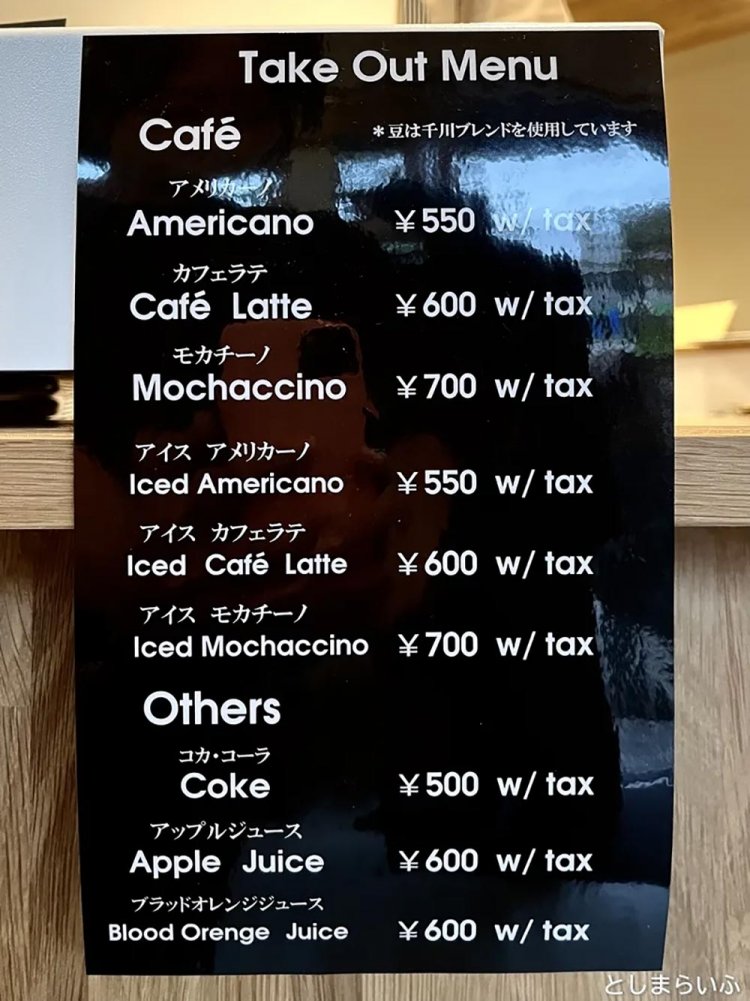 Take Out Menu
Café
＊豆は千川ブレンドを使用しています
アメリカーノ
Americano ￥550 w/ tax
カフェラテ
Café Latte ￥600 w/ tax
モカチーノ
Mochaccino ￥700 w/ tax
アイス アメリカーノ
Iced Americano ￥550 w/ tax
アイス カフェラテ
Iced Café Latte ￥600 w/ tax
アイス モカチーノ
Iced Mochaccino ￥700 w/ tax
Others
コカ・コーラ
Coke ￥500 w/ tax
アップルジュース
Apple Juice ￥600 w/ tax
ブラッドオレンジジュース
Blood Orenge Juice ￥600 w/ tax
としまらいふ